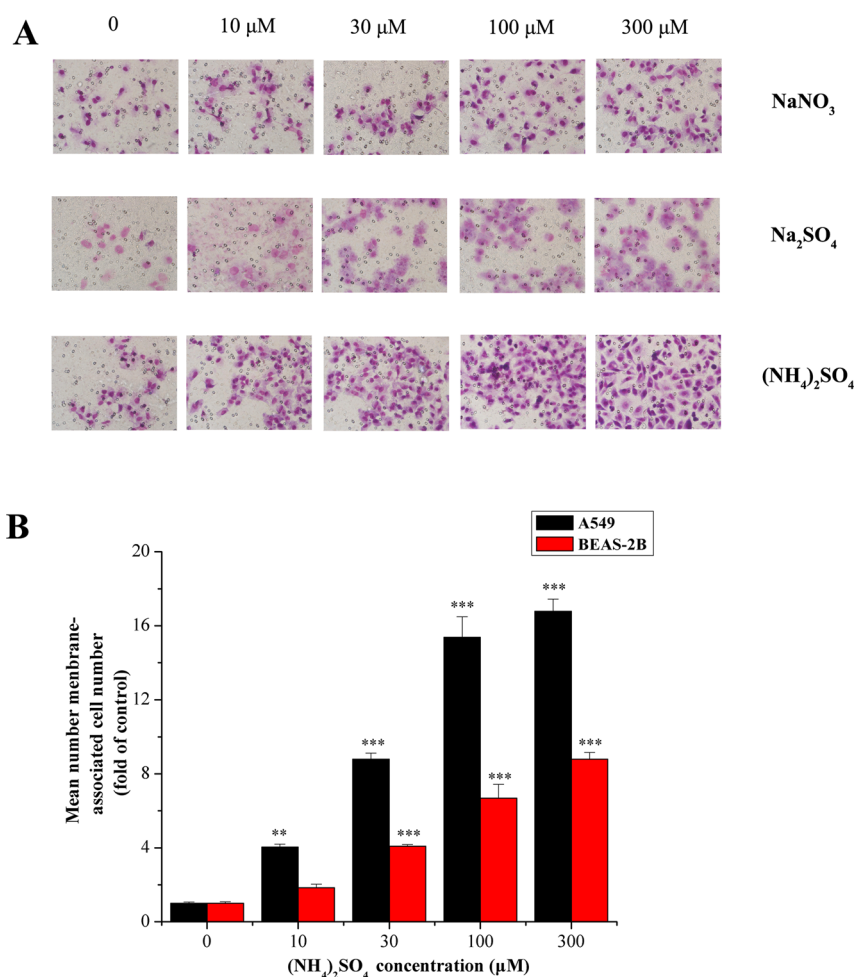 A
0 10 μM 30 μM 100 μM 300 μM
NaNO₃
Na₂SO₄
(NH₄)₂SO₄
B
A549
BEAS-2B
Mean number menbrane-
associated cell number
(fold of control)
20
16
12
8
4
0
** *** *** *** *** *** ***
0 10 30 100 300
(NH₄)₂SO₄ concentration (μM)